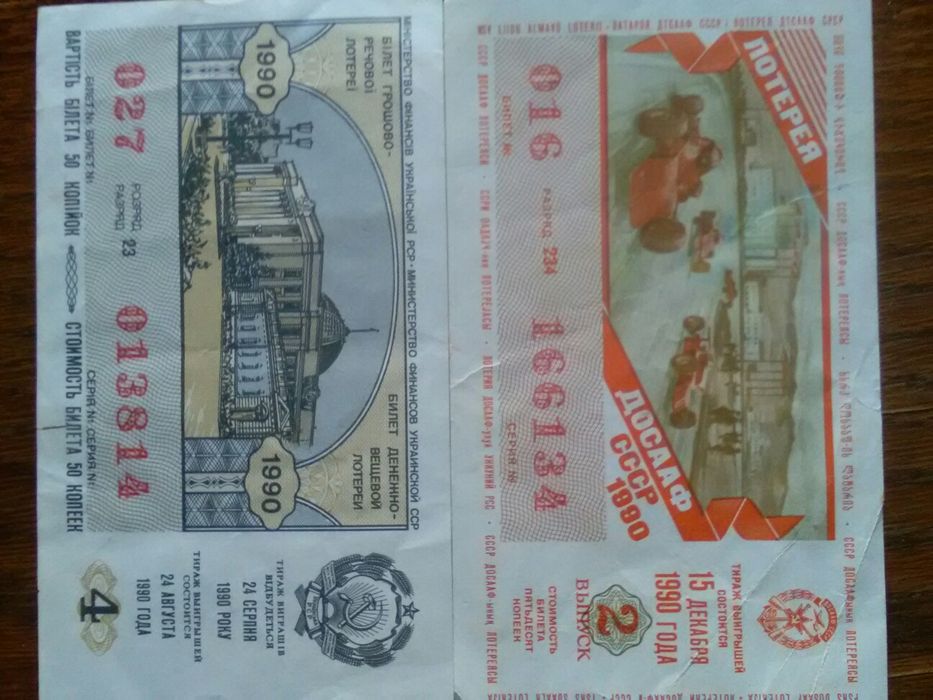 МІНІСТЕРСТВО ФІНАНСІВ УКРАЇНСЬКОЇ РСР · МИНИСТЕРСТВО ФИНАНСОВ УКРАИНСКОЙ ССР
БІЛЕТ ГРОШОВО-
РЕЧОВОЇ
ЛОТЕРЕЇ
БИЛЕТ ДЕНЕЖНО-
ВЕЩЕВОЙ
ЛОТЕРЕИ
1990
1990
027
РОЗРЯД
РАЗРЯД 23
013814
БІЛЕТ № БИЛЕТ №
СЕРІЯ № СЕРИЯ №
ВАРТІСТЬ БІЛЕТА 50 КОПІЙОК
СТОИМОСТЬ БИЛЕТА 50 КОПЕЕК
РСР
ТИРАЖ ВИГРАШІВ
ВІДБУДЕТЬСЯ
24 СЕРПНЯ
1990 РОКУ
ТИРАЖ ВЫИГРЫШЕЙ
СОСТОИТСЯ
24 АВГУСТА
1990 ГОДА
4
ЛОТЕРЕЯ
ДОСААФ
СССР
1990
016
РАЗРЯД 234
166134
БИЛЕТ №
СЕРИЯ №
ТИРАЖ ВЫИГРЫШЕЙ
СОСТОИТСЯ
15 ДЕКАБРЯ
1990 ГОДА
ВЫПУСК
2
СТОИМОСТЬ
БИЛЕТА
ПЯТЬДЕСЯТ
КОПЕЕК